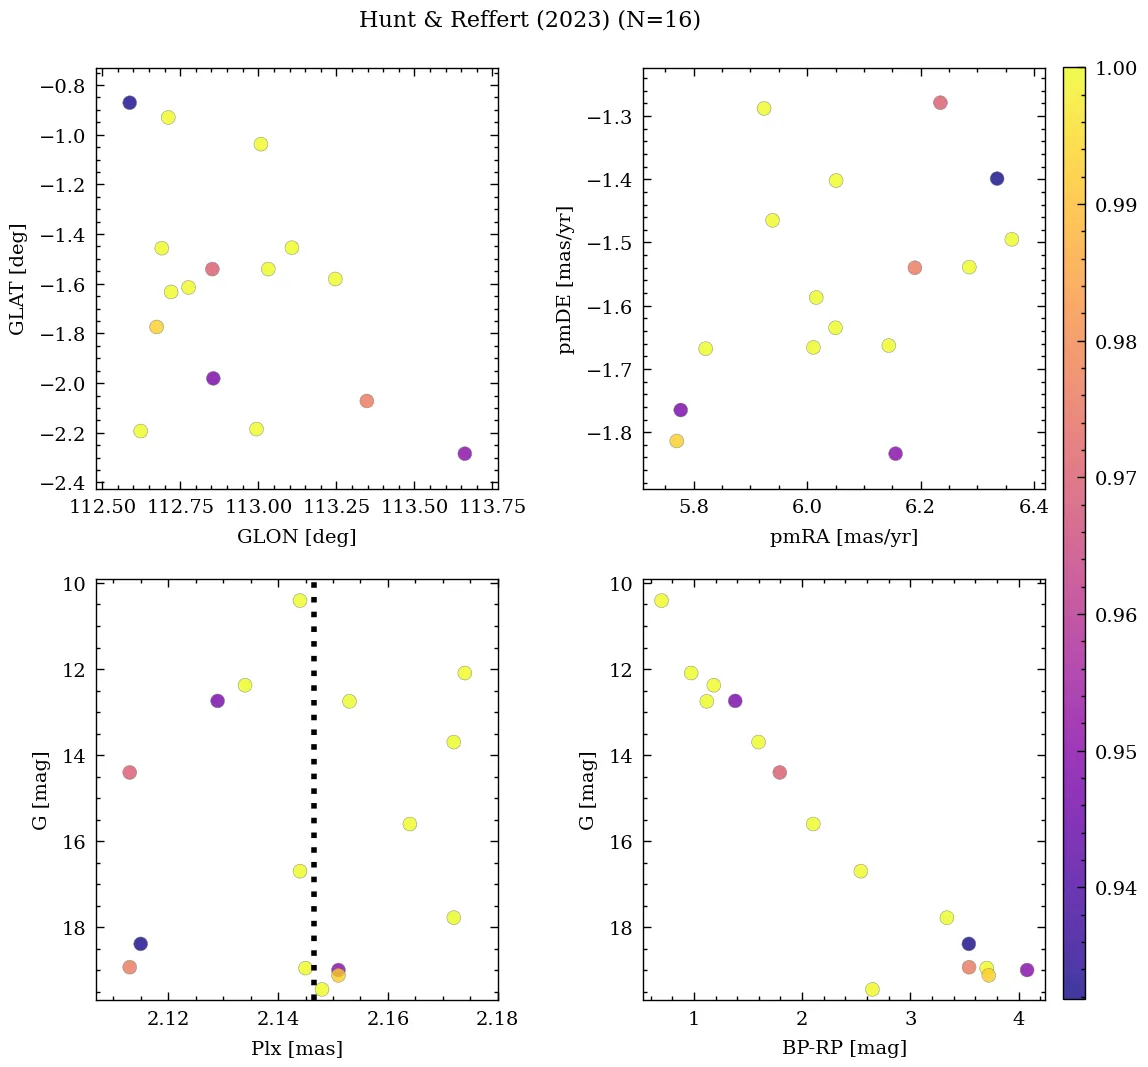 Hunt & Reffert (2023) (N=16)
−0.8
−1.0
−1.2
−1.4
−1.6
−1.8
−2.0
−2.2
−2.4
GLAT [deg]
112.50 112.75 113.00 113.25 113.50 113.75
GLON [deg]
−1.3
−1.4
−1.5
−1.6
−1.7
−1.8
pmDE [mas/yr]
5.8 6.0 6.2 6.4
pmRA [mas/yr]
1.00
0.99
0.98
0.97
0.96
0.95
0.94
10
12
14
16
18
G [mag]
2.12 2.14 2.16 2.18
Plx [mas]
10
12
14
16
18
G [mag]
1 2 3 4
BP-RP [mag]